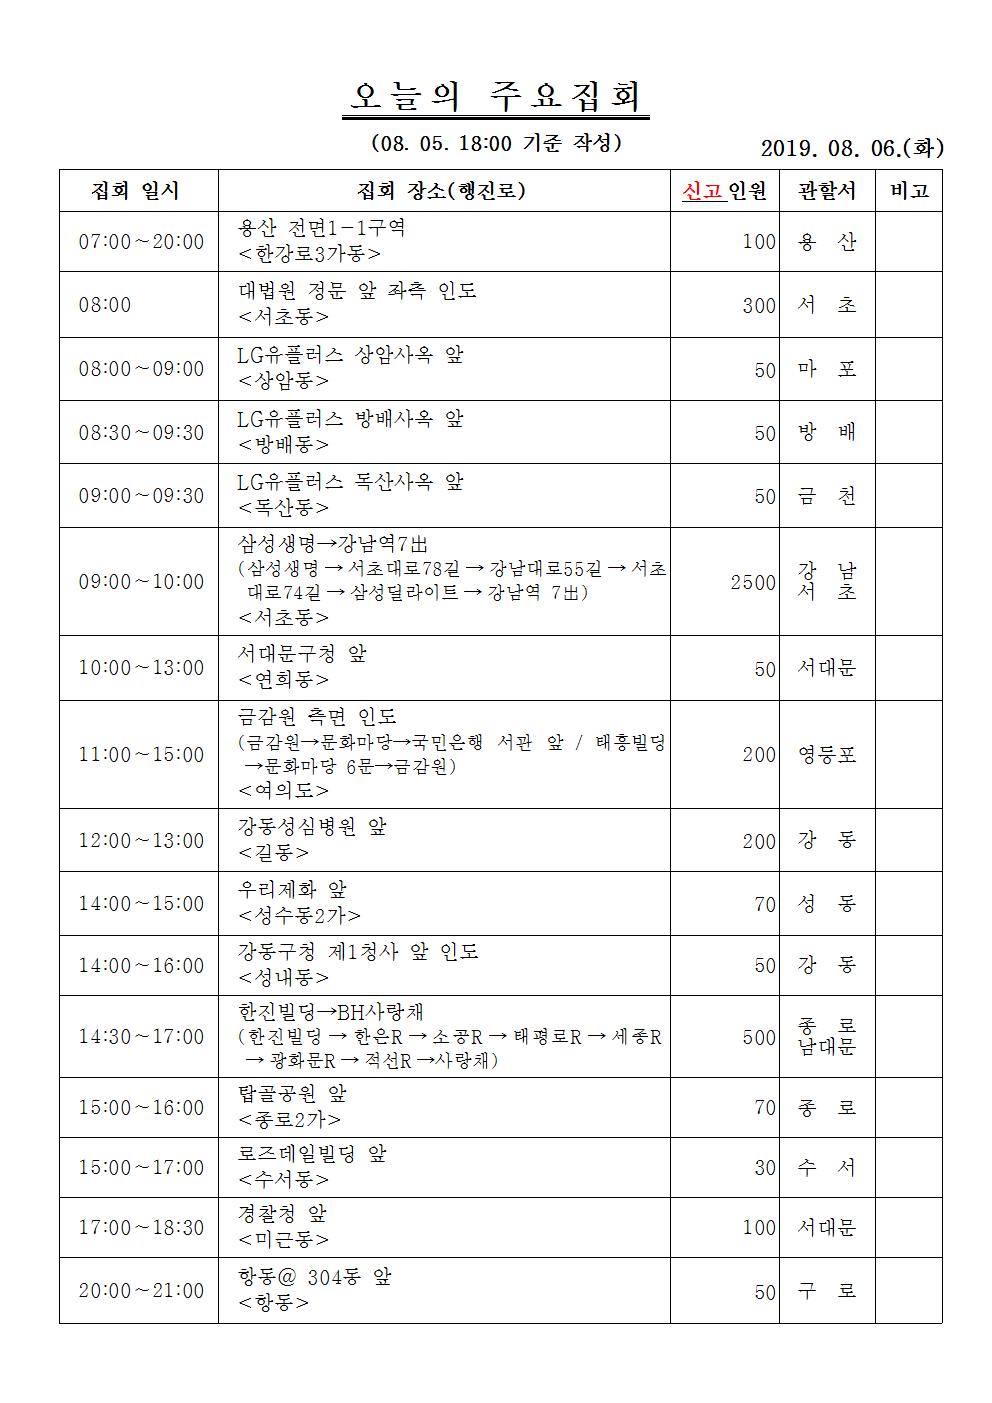 오늘의 주요집회
(08. 05. 18:00 기준 작성)
2019. 08. 06.(화)
집회 일시 집회 장소(행진로) 신고인원 관할서 비고
07:00~20:00 용산 전면1-1구역 100 용 산
<한강로3가동>
08:00 대법원 정문 앞 좌측 인도 300 서 초
<서초동>
08:00~09:00 LG유플러스 상암사옥 앞 50 마 포
<상암동>
08:30~09:30 LG유플러스 방배사옥 앞 50 방 배
<방배동>
09:00~09:30 LG유플러스 독산사옥 앞 50 금 천
<독산동>
09:00~10:00 삼성생명→강남역7出 2500 강 남
(삼성생명→서초대로78길→강남대로55길→서초
대로74길→삼성딜라이트→강남역 7出) 서 초
<서초동>
10:00~13:00 서대문구청 앞 50 서대문
<연희동>
11:00~15:00 금감원 측면 인도 200 영등포
(금감원→문화마당→국민은행 서관 앞 / 태흥빌딩
→문화마당 6문→금감원)
<여의도>
12:00~13:00 강동성심병원 앞 200 강 동
<길동>
14:00~15:00 우리제화 앞 70 성 동
<성수동2가>
14:00~16:00 강동구청 제1청사 앞 인도 50 강 동
<성내동>
14:30~17:00 한진빌딩→BH사랑채 500 종 로
(한진빌딩→한은R→소공R→태평로R→세종R 남대문
→광화문R→적선R→사랑채)
15:00~16:00 탑골공원 앞 70 종 로
<종로2가>
15:00~17:00 로즈데일빌딩 앞 30 수 서
<수서동>
17:00~18:30 경찰청 앞 100 서대문
<미근동>
20:00~21:00 항동@ 304동 앞 50 구 로
<항동>